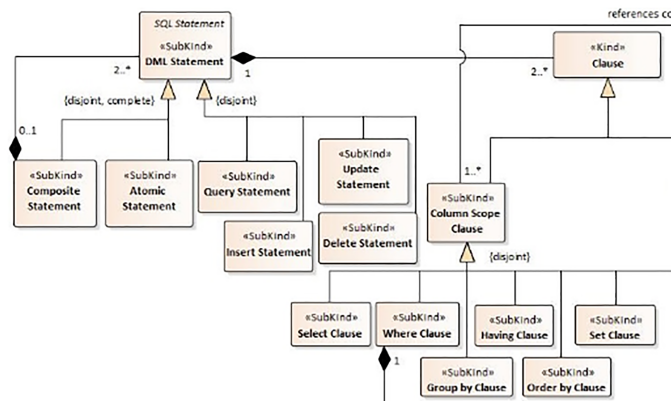 references co
SQL Statement
«SubKind»
DML Statement
«Kind»
Clause
2..*
1
2..*
{disjoint, complete}
{disjoint}
0..1
«SubKind»
Composite
Statement
«SubKind»
Atomic
Statement
«SubKind»
Query Statement
«SubKind»
Update
Statement
1..*
«SubKind»
Column Scope
Clause
«SubKind»
Insert Statement
«SubKind»
Delete Statement
{disjoint}
«SubKind»
Select Clause
«SubKind»
Where Clause
«SubKind»
Having Clause
«SubKind»
Set Clause
1
«SubKind»
Group by Clause
«SubKind»
Order by Clause